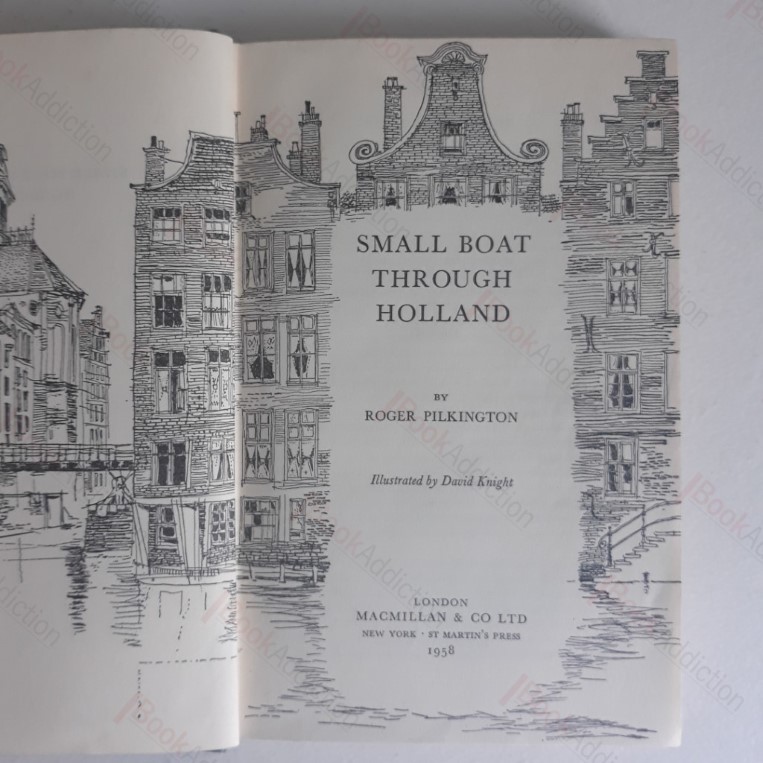 SMALL BOAT
THROUGH
HOLLAND
BY
ROGER PILKINGTON
Illustrated by David Knight
LONDON
MACMILLAN & CO LTD
NEW YORK · ST MARTIN'S PRESS
1958
BookAddiction